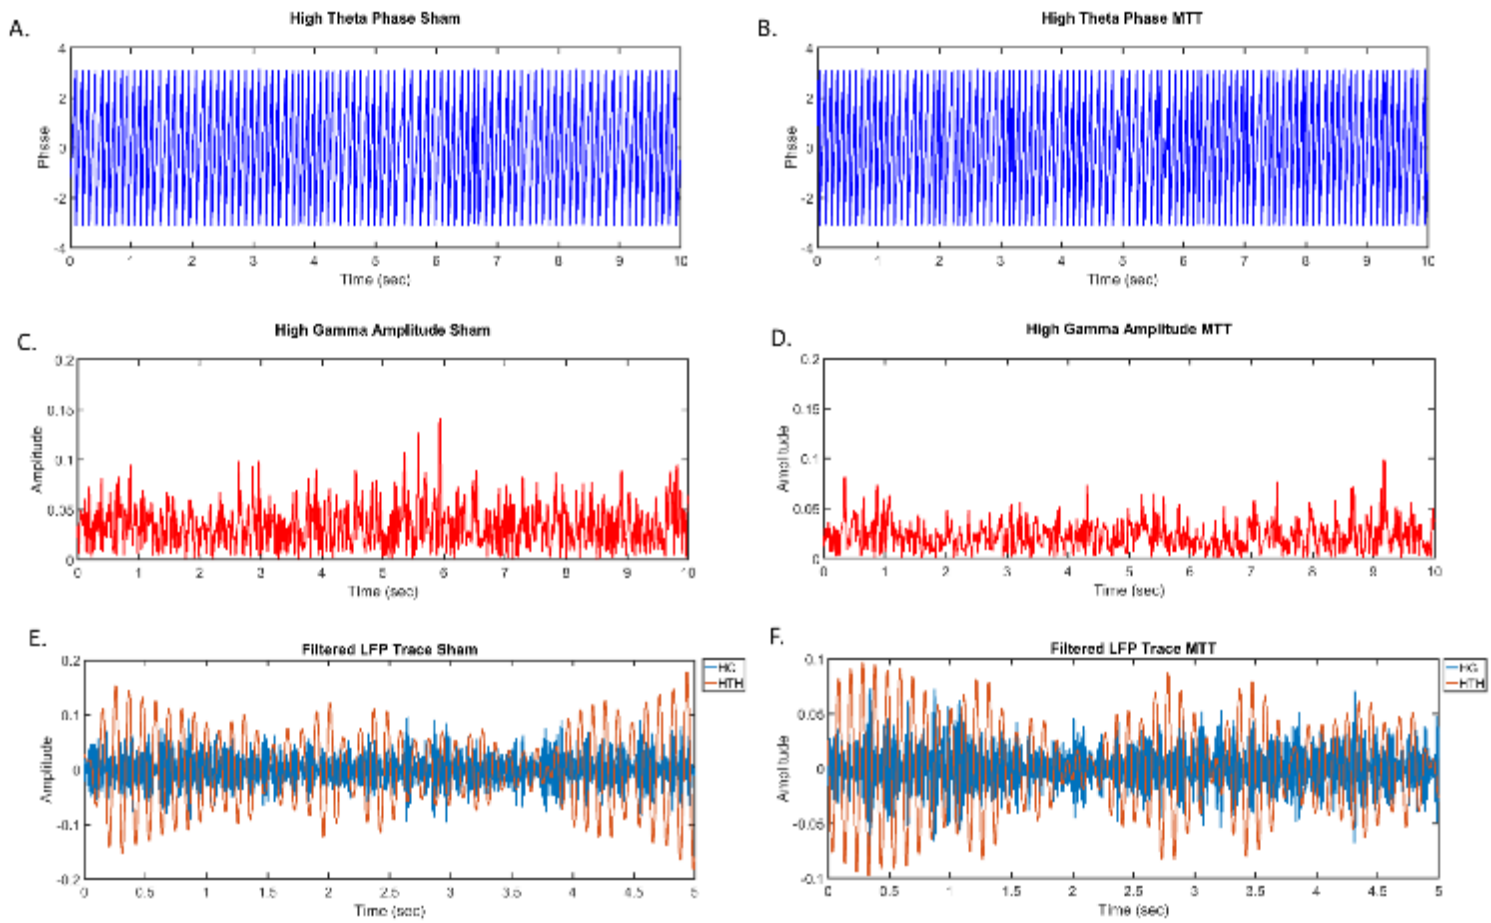 High Theta Phase Sham
High Theta Phase MTT
A.
B.
4
2
0
-2
-4
Phase
0 1 2 3 4 5 6 7 8 9 10
Time (sec)
4
2
0
-2
-4
Phase
0 1 2 3 4 5 6 7 8 9 10
Time (sec)
High Gamma Amplitude Sham
High Gamma Amplitude MTT
C.
D.
0.2
0.15
0.1
0.05
0
Amplitude
0 1 2 3 4 5 6 7 8 9 10
Time (sec)
0.2
0.15
0.1
0.05
0
Amplitude
0 1 2 3 4 5 6 7 8 9 10
Time (sec)
E.
F.
Filtered LFP Trace Sham
Filtered LFP Trace MTT
HG
HTH
HG
HTH
0.2
0.1
0
-0.1
-0.2
Amplitude
0 0.5 1 1.5 2 2.5 3 3.5 4 4.5 5
Time (sec)
0.1
0.05
0
-0.05
-0.1
Amplitude
0 0.5 1 1.5 2 2.5 3 3.5 4 4.5 5
Time (sec)